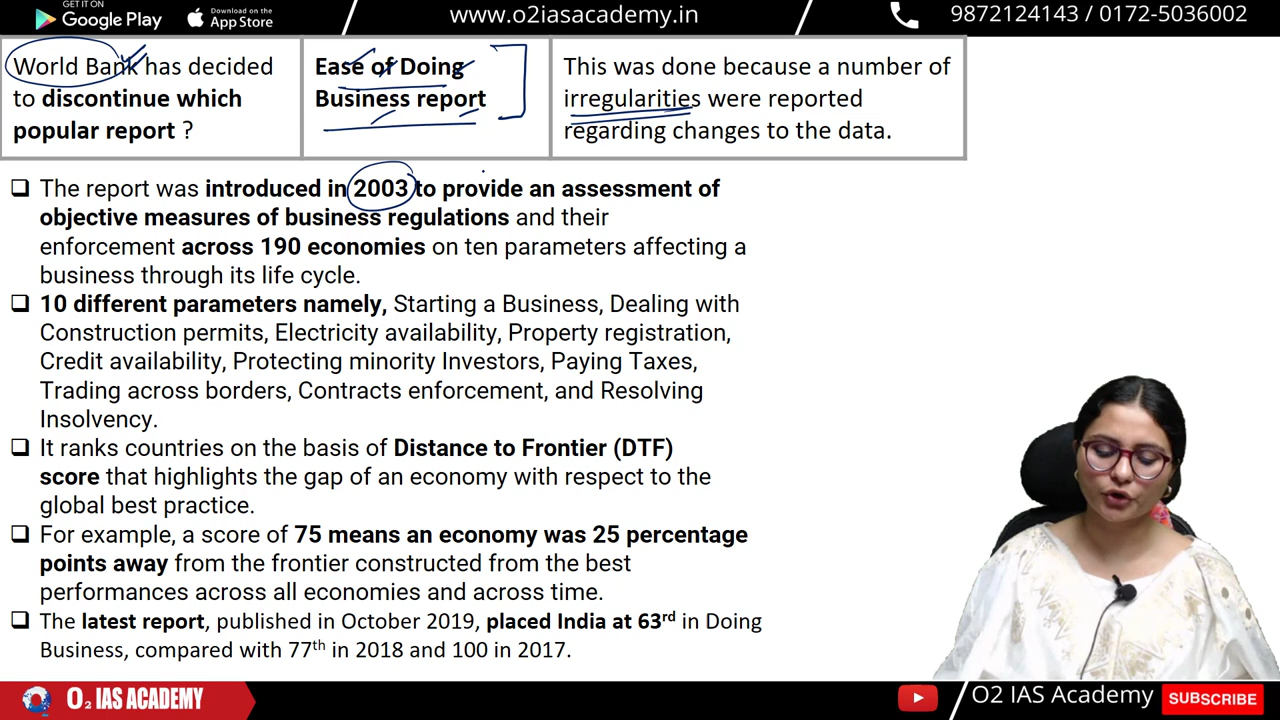 GET IT ON
Google Play
Download on the
App Store
www.o2iasacademy.in
9872124143 / 0172-5036002
World Bank has decided
to discontinue which
popular report ?
Ease of Doing
Business report
This was done because a number of
irregularities were reported
regarding changes to the data.
The report was introduced in 2003 to provide an assessment of
objective measures of business regulations and their
enforcement across 190 economies on ten parameters affecting a
business through its life cycle.
10 different parameters namely, Starting a Business, Dealing with
Construction permits, Electricity availability, Property registration,
Credit availability, Protecting minority Investors, Paying Taxes,
Trading across borders, Contracts enforcement, and Resolving
Insolvency.
It ranks countries on the basis of Distance to Frontier (DTF)
score that highlights the gap of an economy with respect to the
global best practice.
For example, a score of 75 means an economy was 25 percentage
points away from the frontier constructed from the best
performances across all economies and across time.
The latest report, published in October 2019, placed India at 63rd in Doing
Business, compared with 77th in 2018 and 100 in 2017.
O2 IAS ACADEMY
O2 IAS Academy
SUBSCRIBE